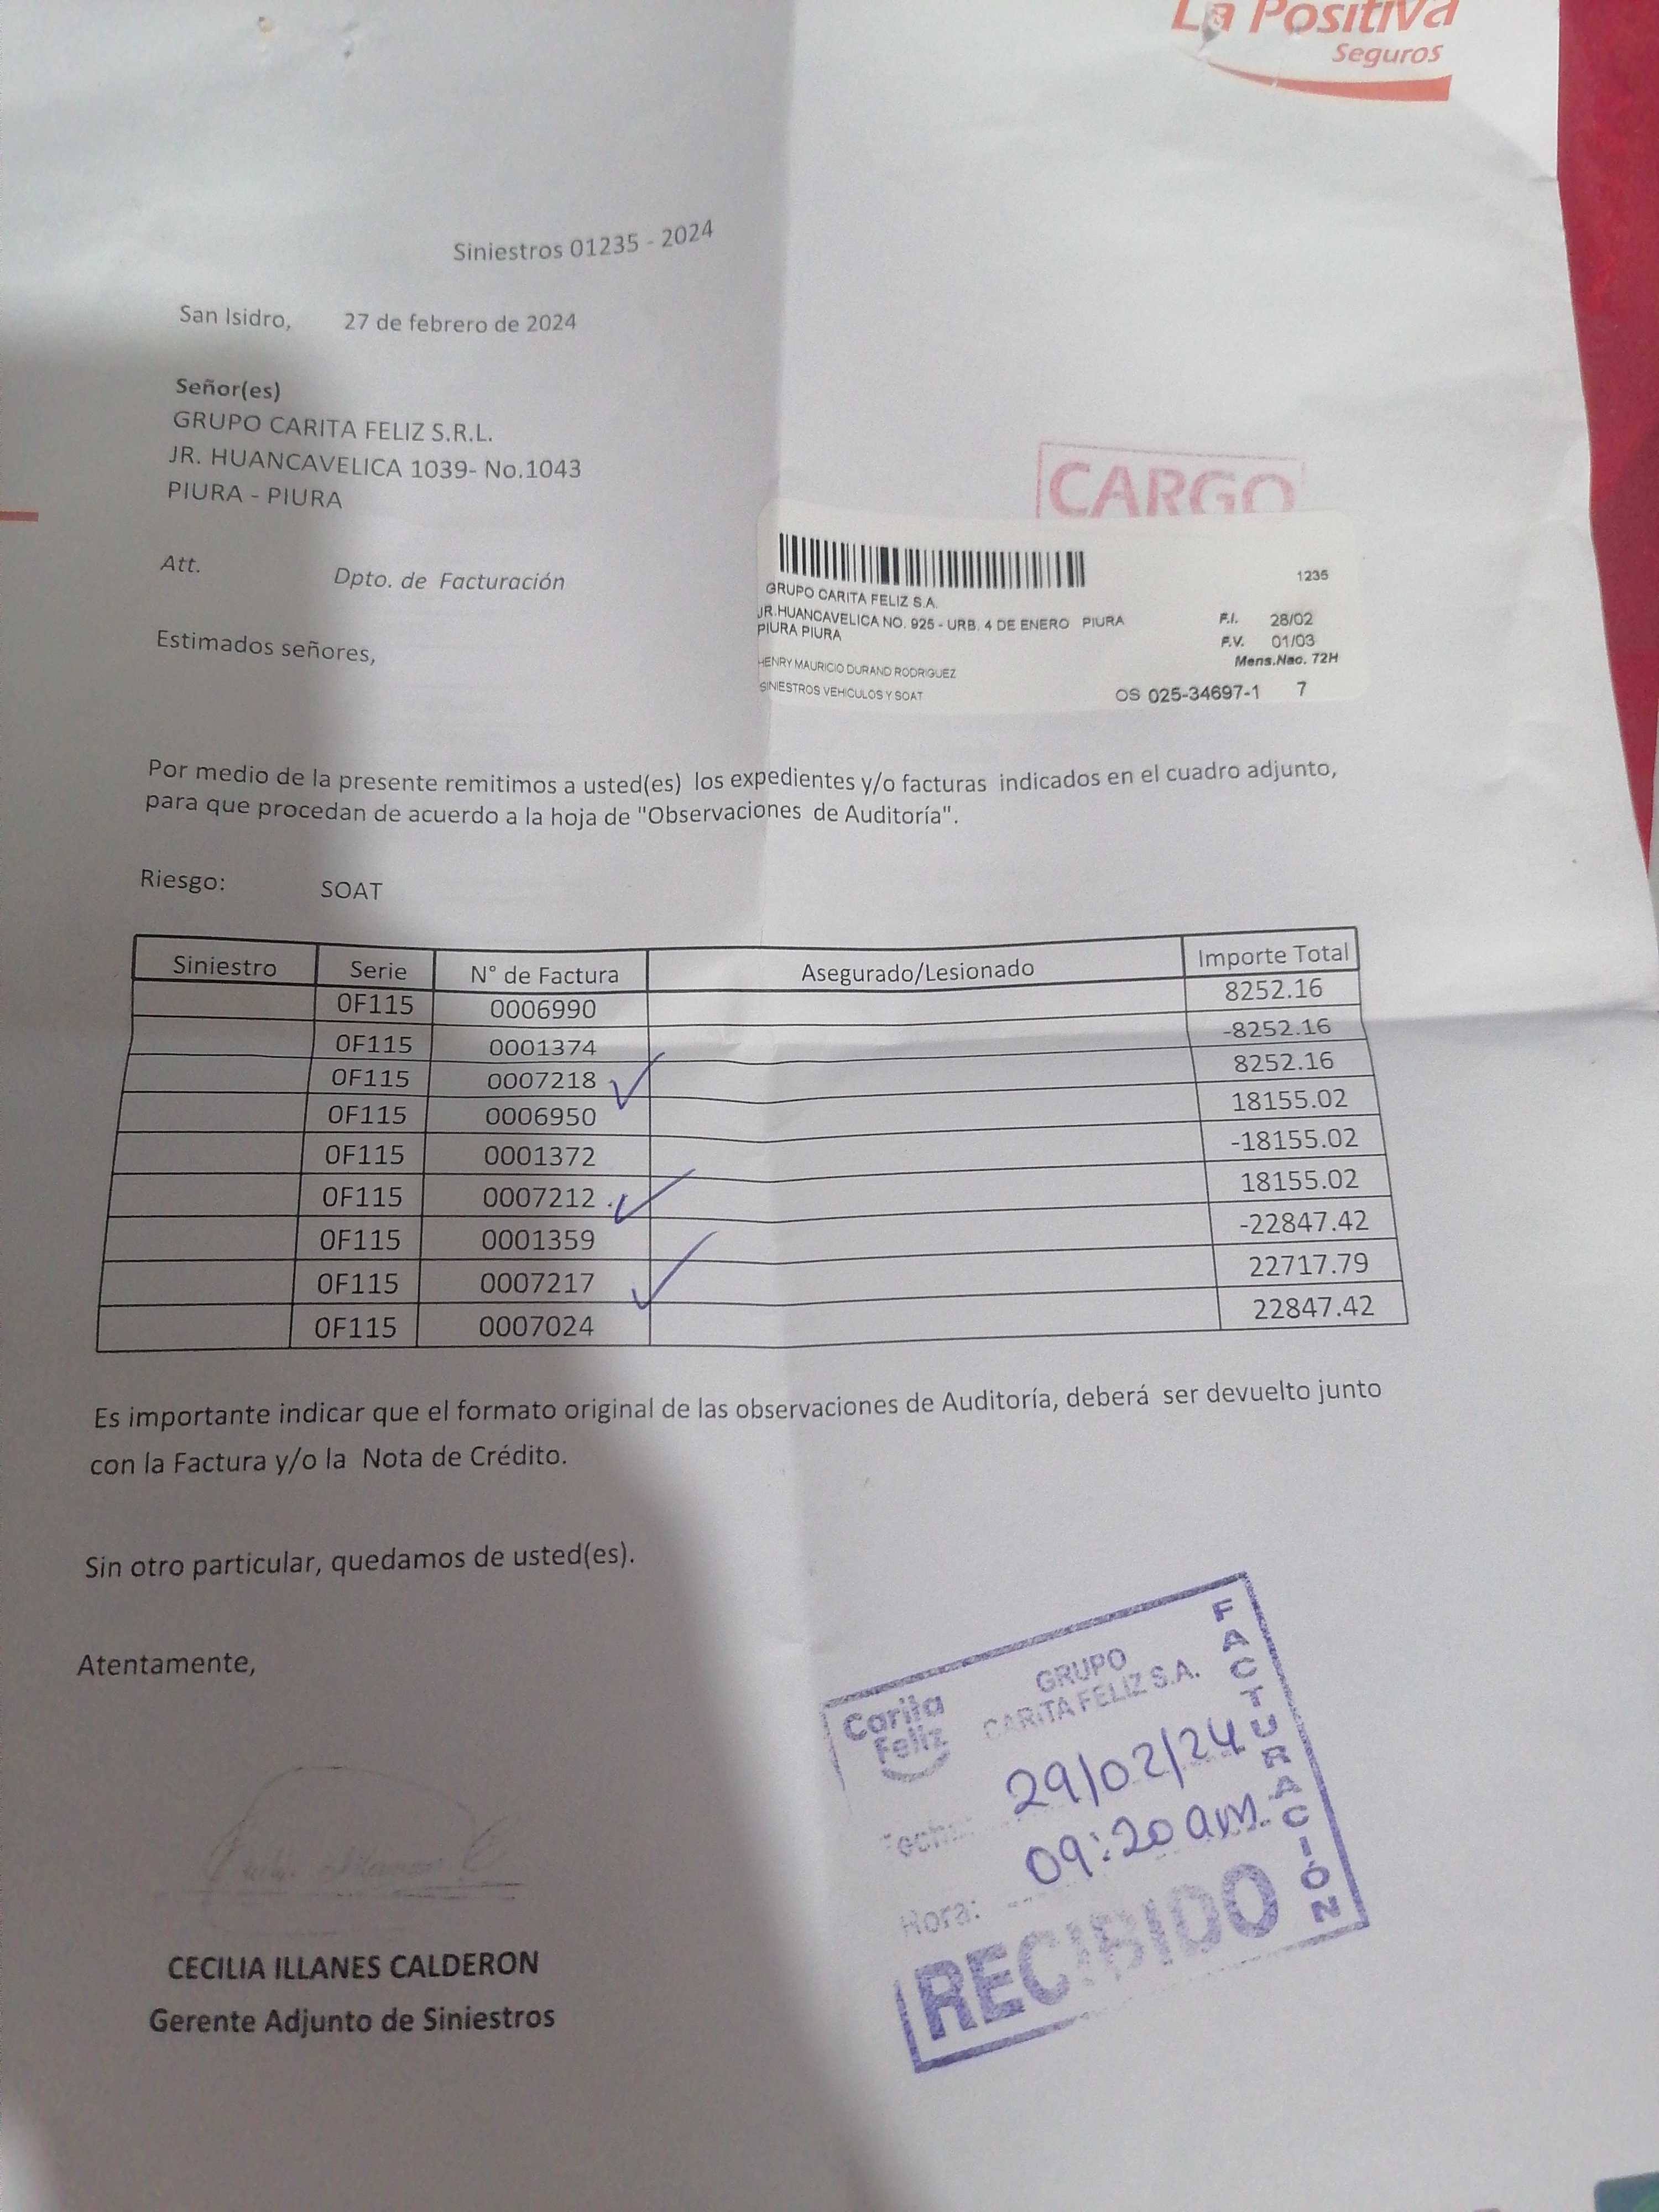 La Positiva
Seguros
Siniestros 01235 - 2024
San Isidro, 27 de febrero de 2024
Señor(es)
GRUPO CARITA FELIZ S.R.L.
JR. HUANCAVELICA 1039- No.1043
PIURA - PIURA
CARGO
Att. Dpto. de Facturación
1235
GRUPO CARITA FELIZ S.A.
JR.HUANCAVELICA NO. 925 - URB. 4 DE ENERO PIURA
PIURA PIURA
F.I. 28/02
F.V. 01/03
Mens.Nac. 72H
HENRY MAURICIO DURAND RODRIGUEZ
SINIESTROS VEHICULOS Y SOAT
OS 025-34697-1 7
Estimados señores,
Por medio de la presente remitimos a usted(es) los expedientes y/o facturas indicados en el cuadro adjunto,
para que procedan de acuerdo a la hoja de "Observaciones de Auditoría".
Riesgo: SOAT
Siniestro Serie N° de Factura Asegurado/Lesionado Importe Total
0F115 0006990 8252.16
0F115 0001374 -8252.16
0F115 0007218 8252.16
0F115 0006950 18155.02
0F115 0001372 -18155.02
0F115 0007212 18155.02
0F115 0001359 -22847.42
0F115 0007217 22717.79
0F115 0007024 22847.42
Es importante indicar que el formato original de las observaciones de Auditoría, deberá ser devuelto junto
con la Factura y/o la Nota de Crédito.
Sin otro particular, quedamos de usted(es).
Atentamente,
CECILIA ILLANES CALDERON
Gerente Adjunto de Siniestros
Carita
Feliz
GRUPO
CARITA FELIZ S.A.
Fecha: 29/02/24
Hora: 09:20 am.
RECIBIDO
FACTURACIÓN